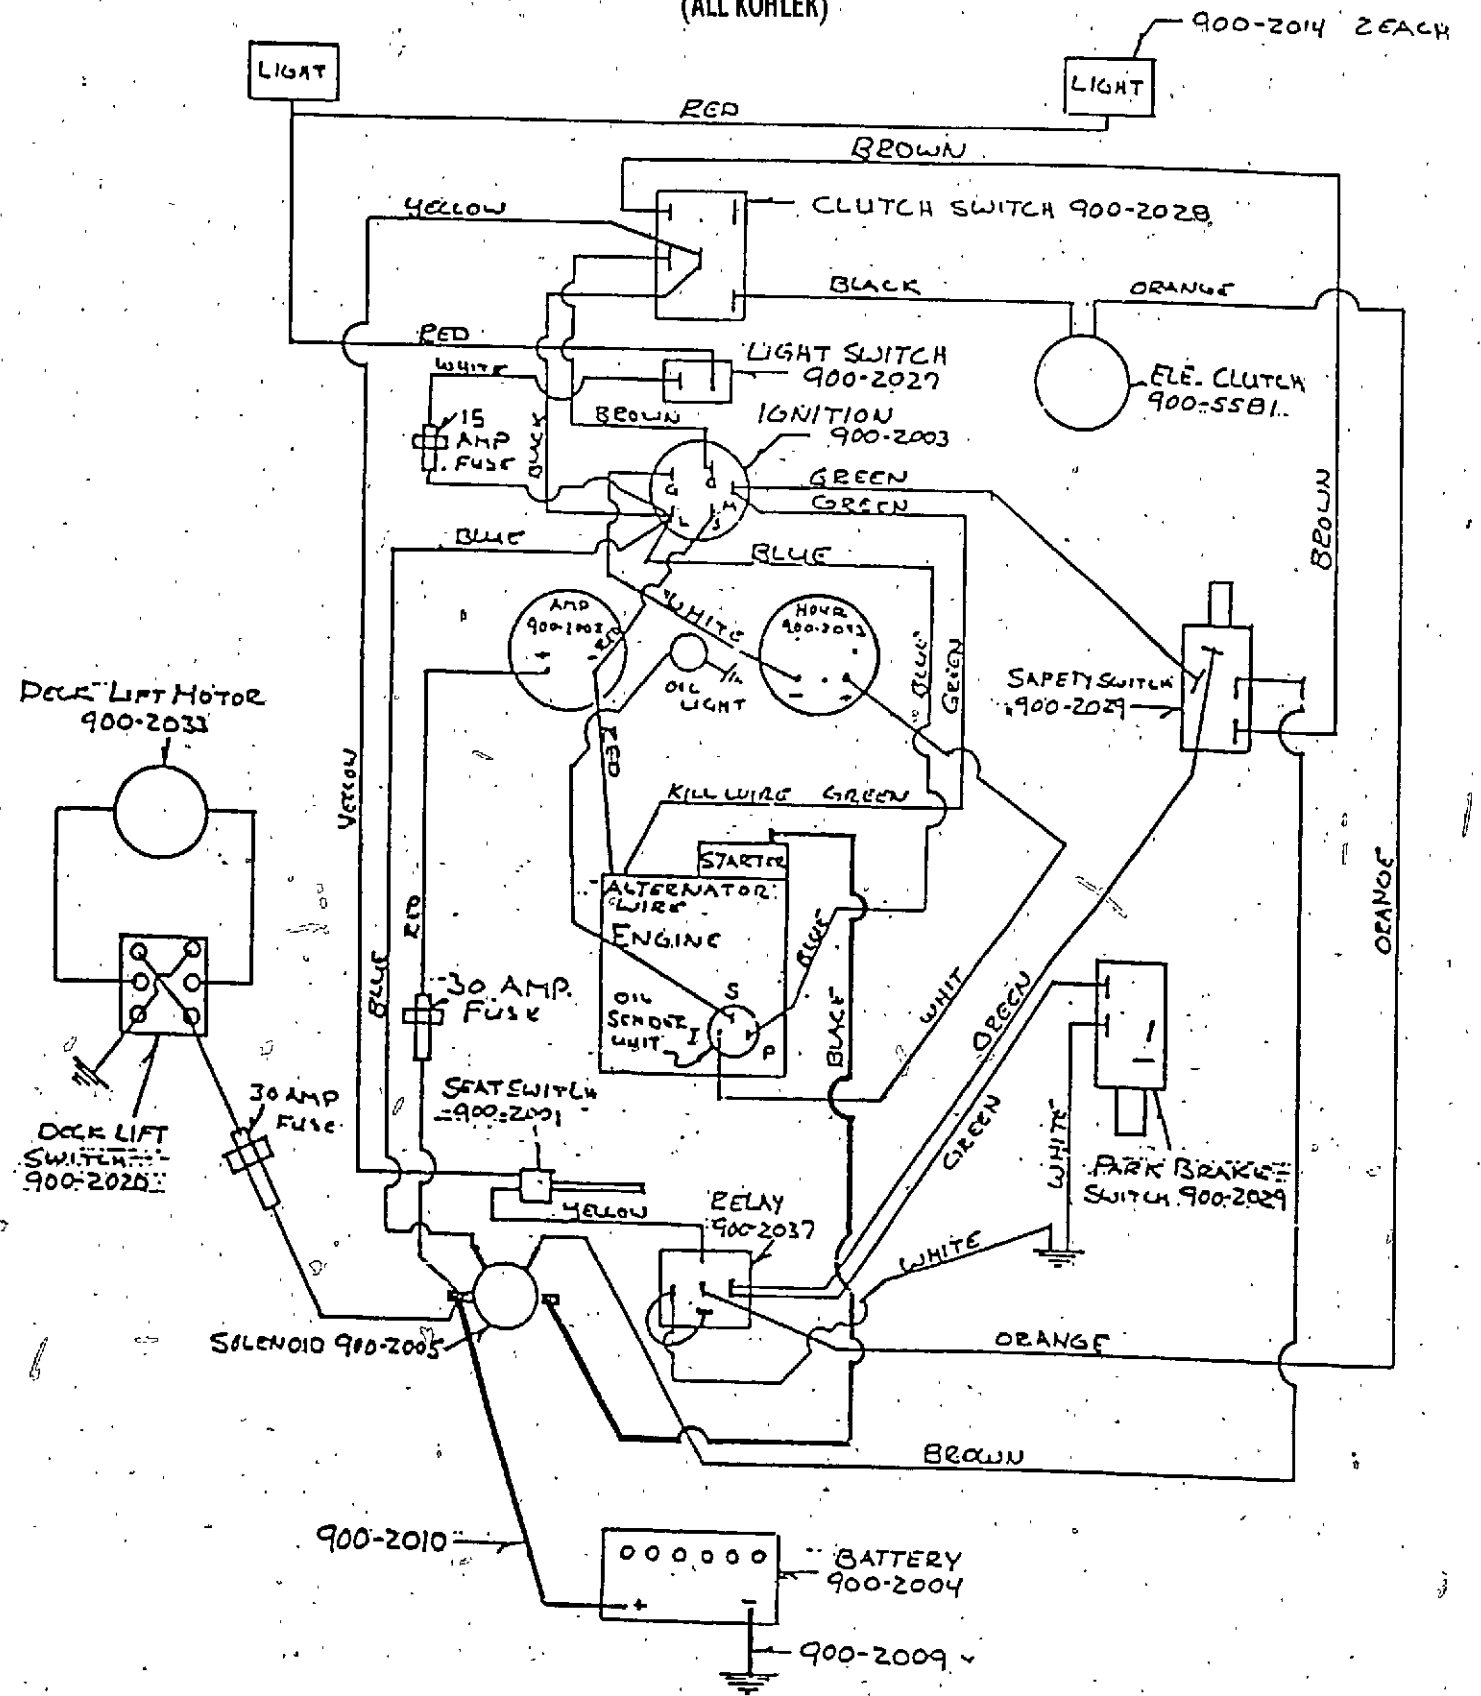 (ALL KOHLER)
900-2014 2 EACH
LIGHT
LIGHT
RED
BROWN
YELLOW
CLUTCH SWITCH 900-2028
BLACK
ORANGE
RED
LIGHT SWITCH
900-2027
WHITE
ELE. CLUTCH
900-5581
15
AMP
FUSE
BROWN
IGNITION
900-2003
BLACK
G
L
S
M
GREEN
GREEN
BROWN
BLUE
BLUE
AMP
+
-
RED
WHITE
HOUR
-
+
OIL
LIGHT
BLUE
GREEN
SAFETY SWITCH
900-2029
DECK LIFT MOTOR
900-2033
YELLOW
RED
KILL WIRE GREEN
STARTER
ALTERNATOR
WIRE
ENGINE
BLUE
ORANGE
RED
BLUE
30 AMP.
FUSE
OIL
SENDER
UNIT
S
I
P
BLACK
WHIT
GREEN
GREEN
WHITE
PARK BRAKE
SWITCH 900-2029
30 AMP
FUSE
DECK LIFT
SWITCH
900-2020
SEAT SWITCH
900-2001
YELLOW
RELAY
900-2037
WHITE
SOLENOID 900-2005
ORANGE
BROWN
900-2010
BATTERY
900-2004
+
-
900-2009